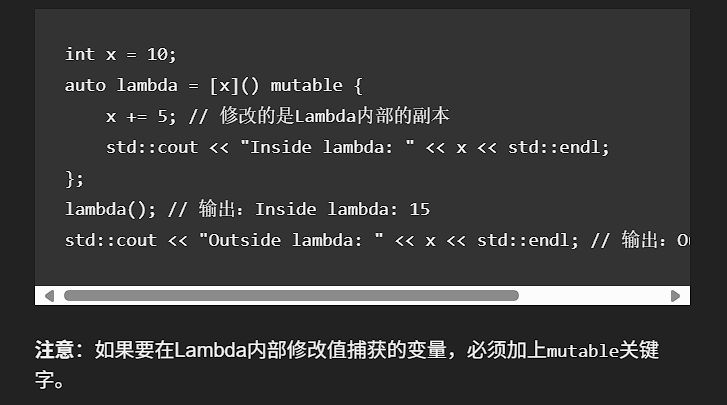 int x = 10;
auto lambda = [x]() mutable {
    x += 5; // 修改的是Lambda内部的副本
    std::cout << "Inside lambda: " << x << std::endl;
};
lambda(); // 输出：Inside lambda: 15
std::cout << "Outside lambda: " << x << std::endl; // 输出：Ou
注意：如果要在Lambda内部修改值捕获的变量，必须加上mutable关键
字。